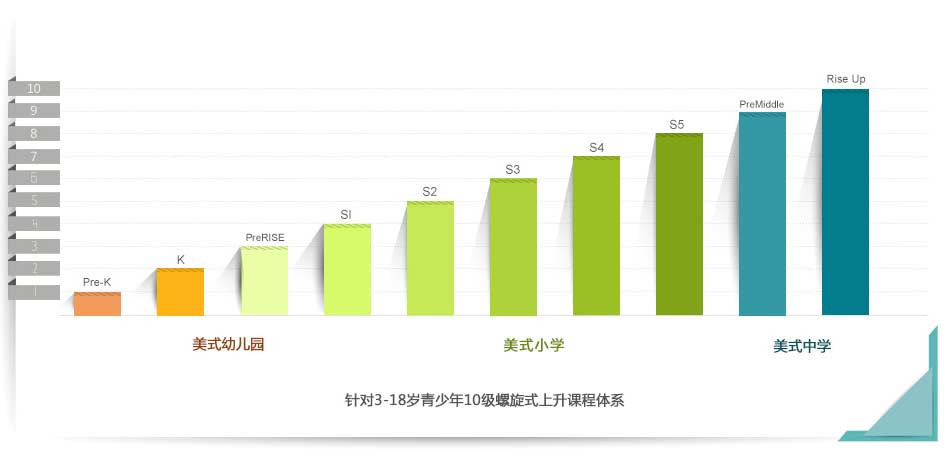 Rise Up
10
PreMiddle
9
S5
8
S4
7
S3
6
S2
5
SI
4
PreRISE
3
K
2
Pre-K
1
美式幼儿园
美式小学
美式中学
针对3-18岁青少年10级螺旋式上升课程体系